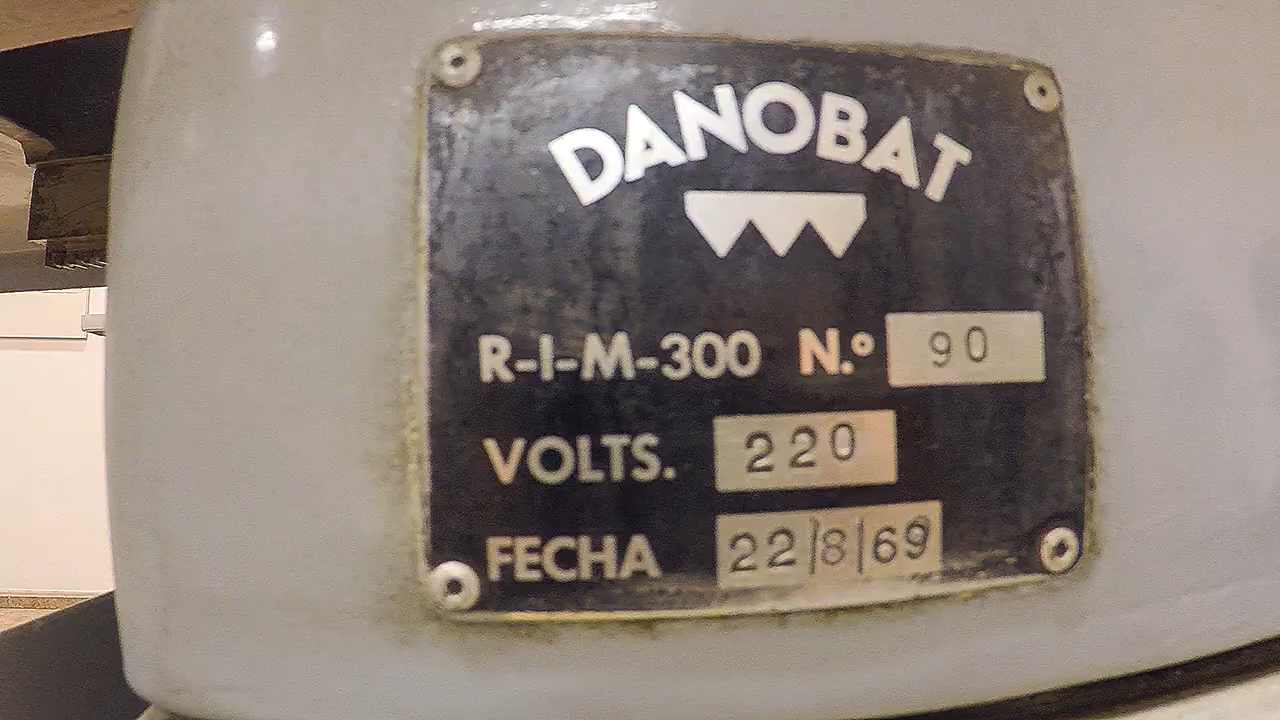 DANOBAT
R-I-M-300 N.º 90
VOLTS. 220
FECHA 22/8/69